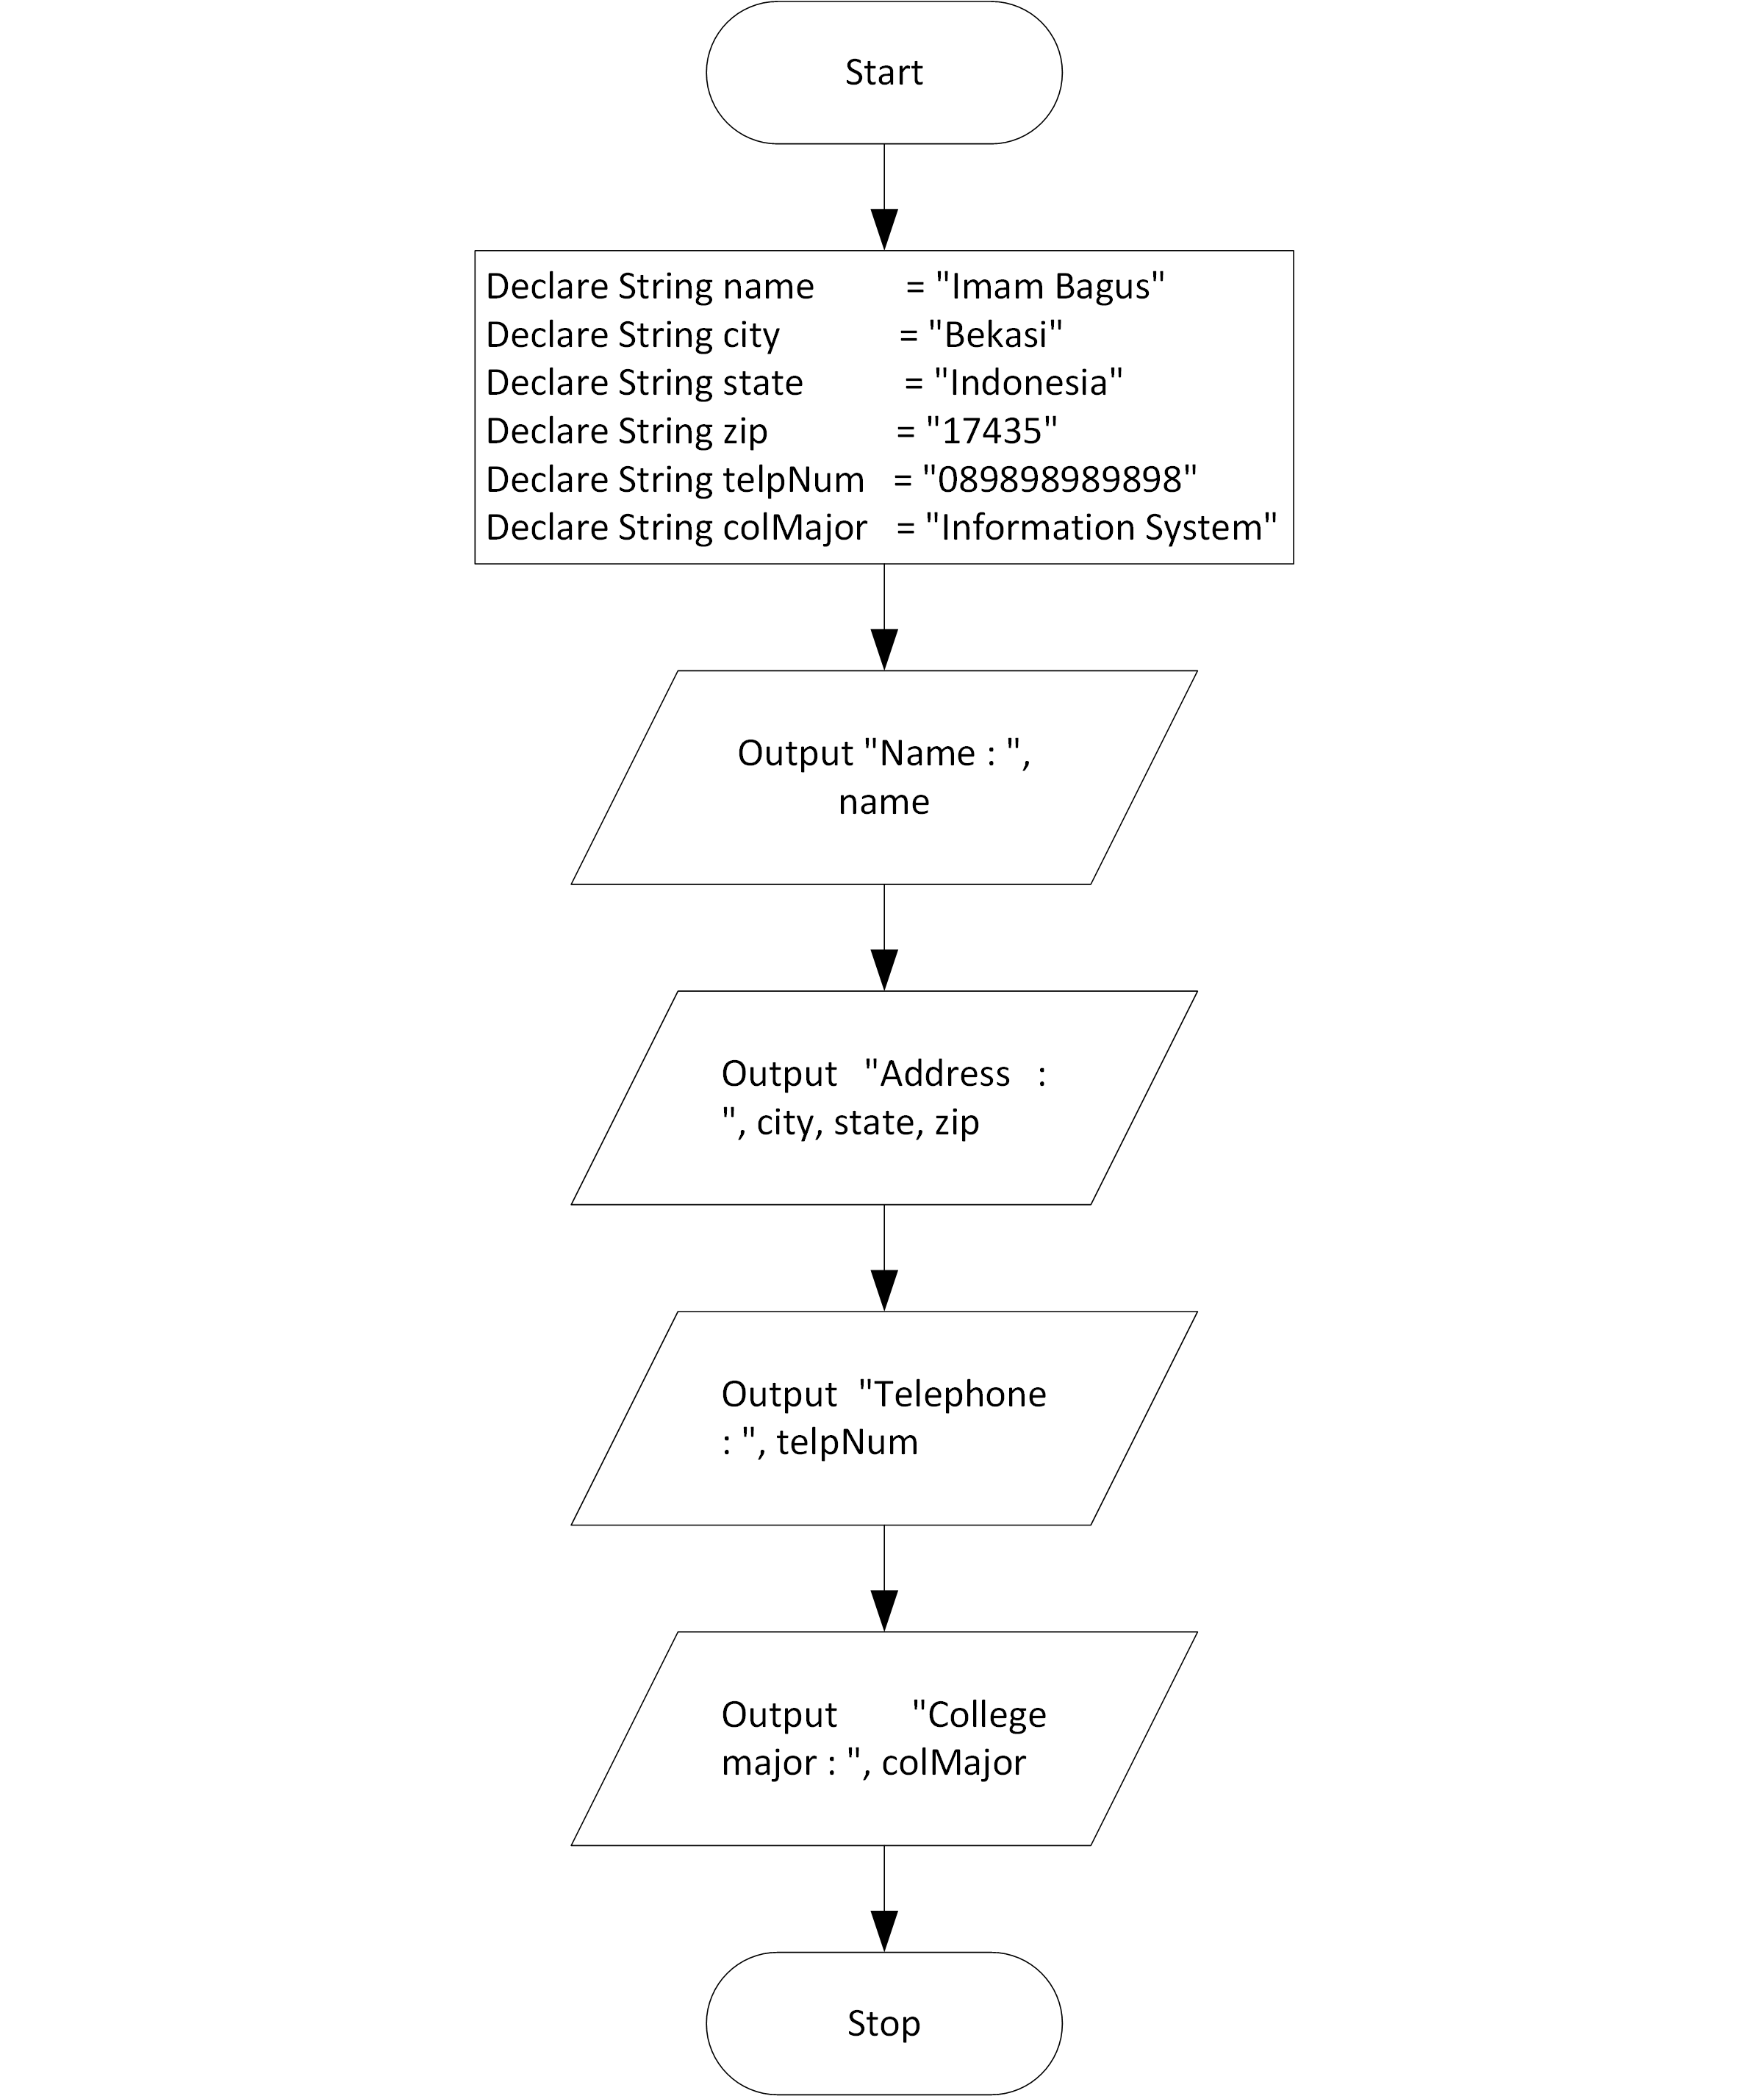 Start
Declare String name = "Imam Bagus"
Declare String city = "Bekasi"
Declare String state = "Indonesia"
Declare String zip = "17435"
Declare String telpNum = "089898989898"
Declare String colMajor = "Information System"
Output "Name : ",
name
Output "Address :
", city, state, zip
Output "Telephone
: ", telpNum
Output "College
major : ", colMajor
Stop